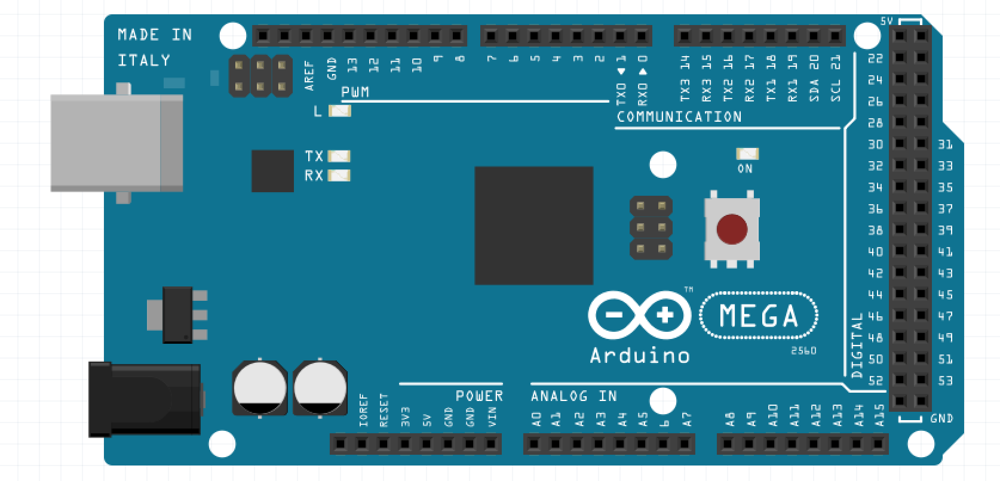 MADE IN
ITALY
AREF
GND
13
12
11
10
9
8
7
6
5
4
3
2
TX0 ◀ 1
RX0 ▶ 0
TX3 14
RX3 15
TX2 16
RX2 17
TX1 18
RX1 19
SDA 20
SCL 21
PWM
COMMUNICATION
L
TX
RX
ON
5V
22
24
26
28
30 31
32 33
34 35
36 37
38 39
40 41
42 43
44 45
46 47
48 49
50 51
52 53
GND
DIGITAL
TM
MEGA
2560
Arduino
POWER
ANALOG IN
IOREF
RESET
3V3
5V
GND
GND
VIN
A0
A1
A2
A3
A4
A5
6
A7
A8
A9
A10
A11
A12
A13
A14
A15